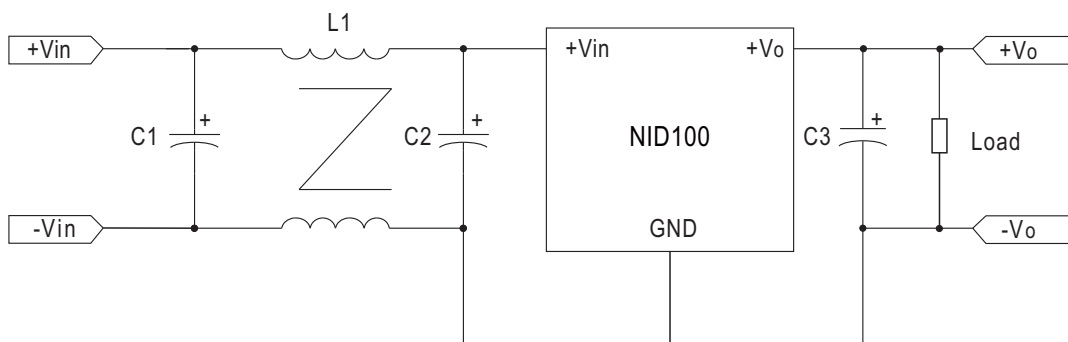 L1
+Vin
+Vin
+Vo
+Vo
+
C1
+
C2
NID100
+
C3
Load
-Vin
GND
-Vo